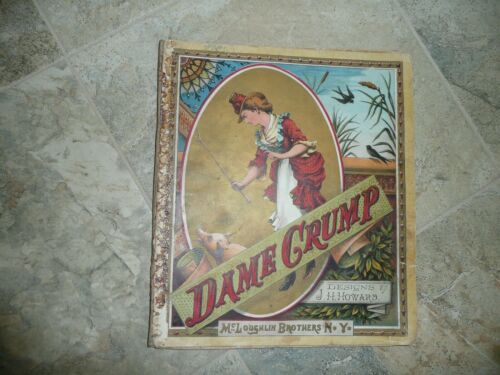 DAME CRUMP
DESIGNS BY
J. H. HOWARD
McLOUGHLIN BROTHERS N. Y.